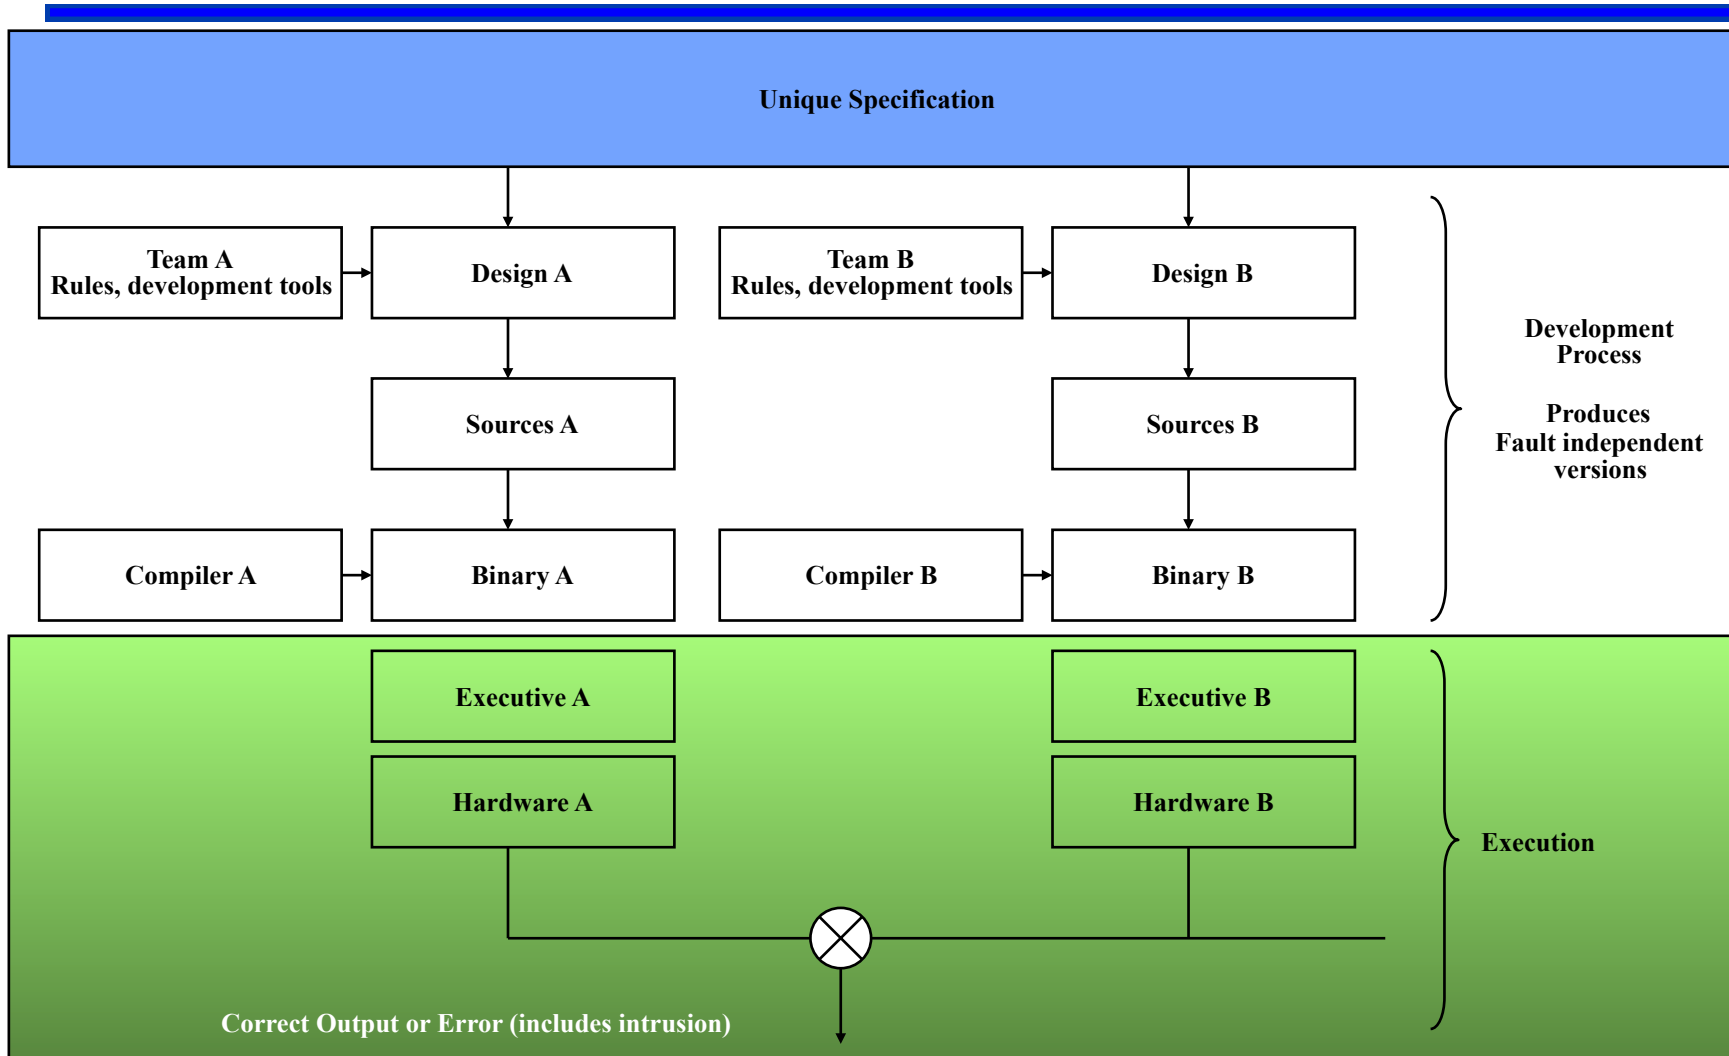 Unique Specification
Team A
Rules, development tools
Design A
Team B
Rules, development tools
Design B
Development
Process
Produces
Fault independent
versions
Sources A
Sources B
Compiler A
Binary A
Compiler B
Binary B
Executive A
Executive B
Hardware A
Hardware B
Execution
Correct Output or Error (includes intrusion)